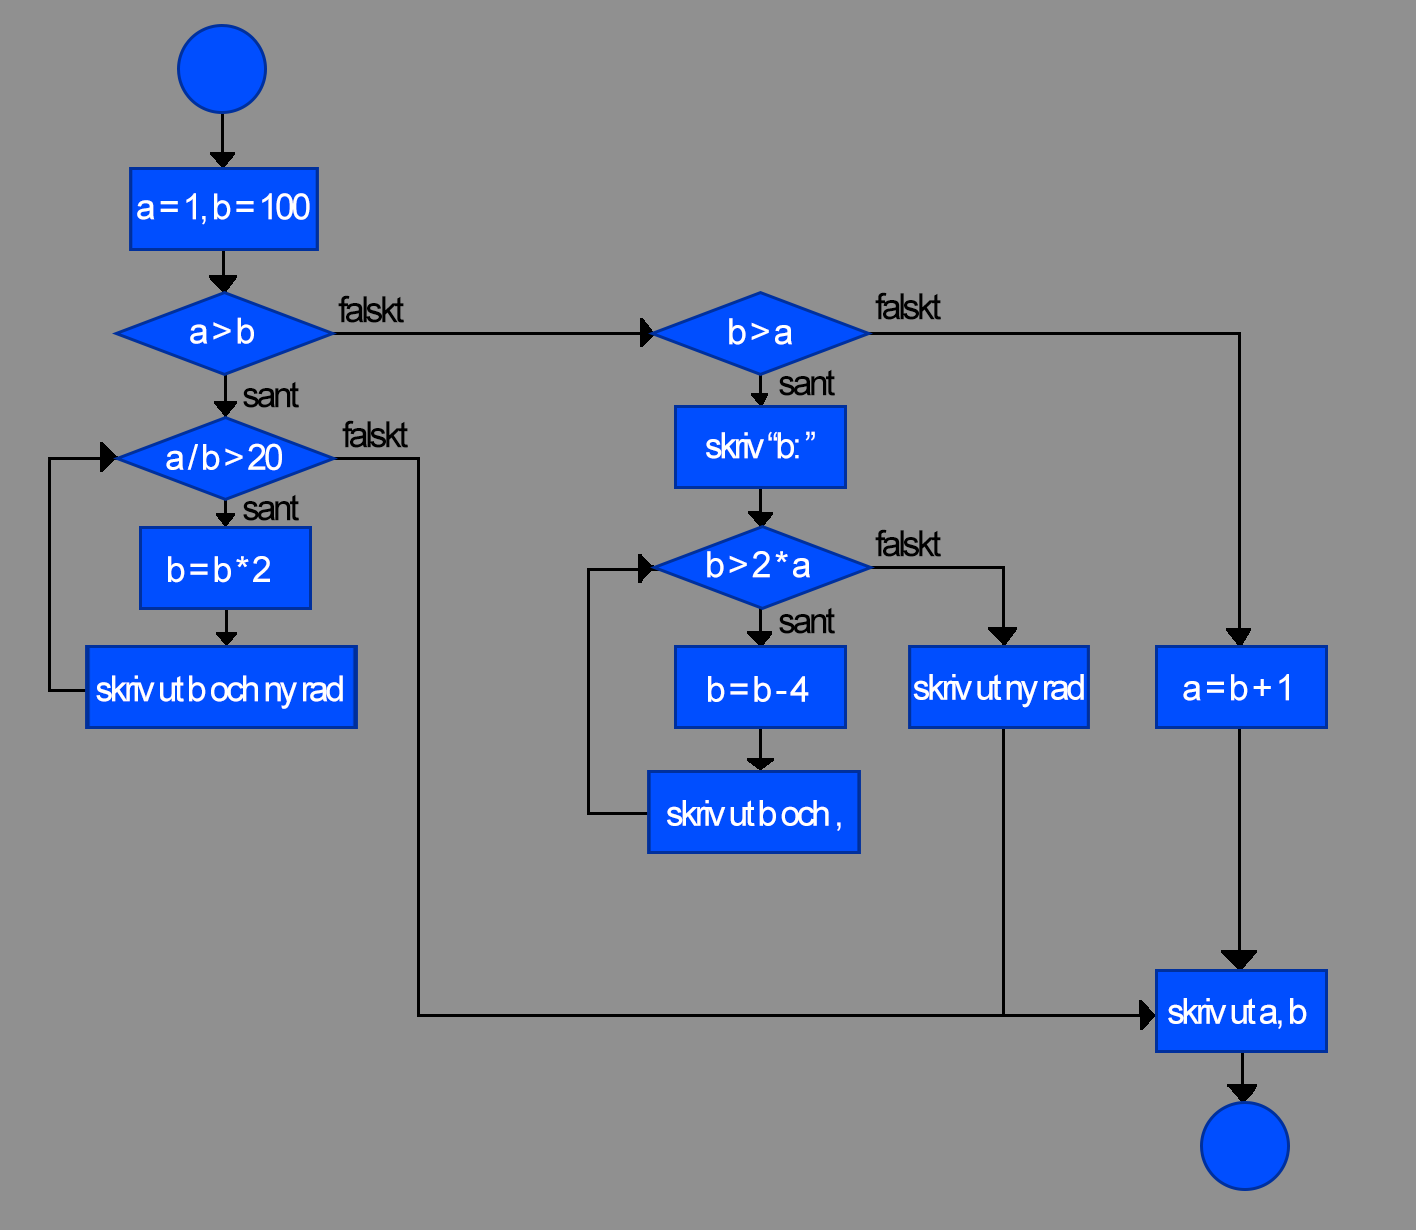 a=1, b=100
a>b
falskt
b>a
falskt
sant
sant
a/b>20
falskt
skriv “b:”
sant
b=b*2
b>2*a
falskt
sant
skriv ut b och ny rad
b=b-4
skriv ut ny rad
a=b+1
skriv ut b och ,
skriv ut a, b